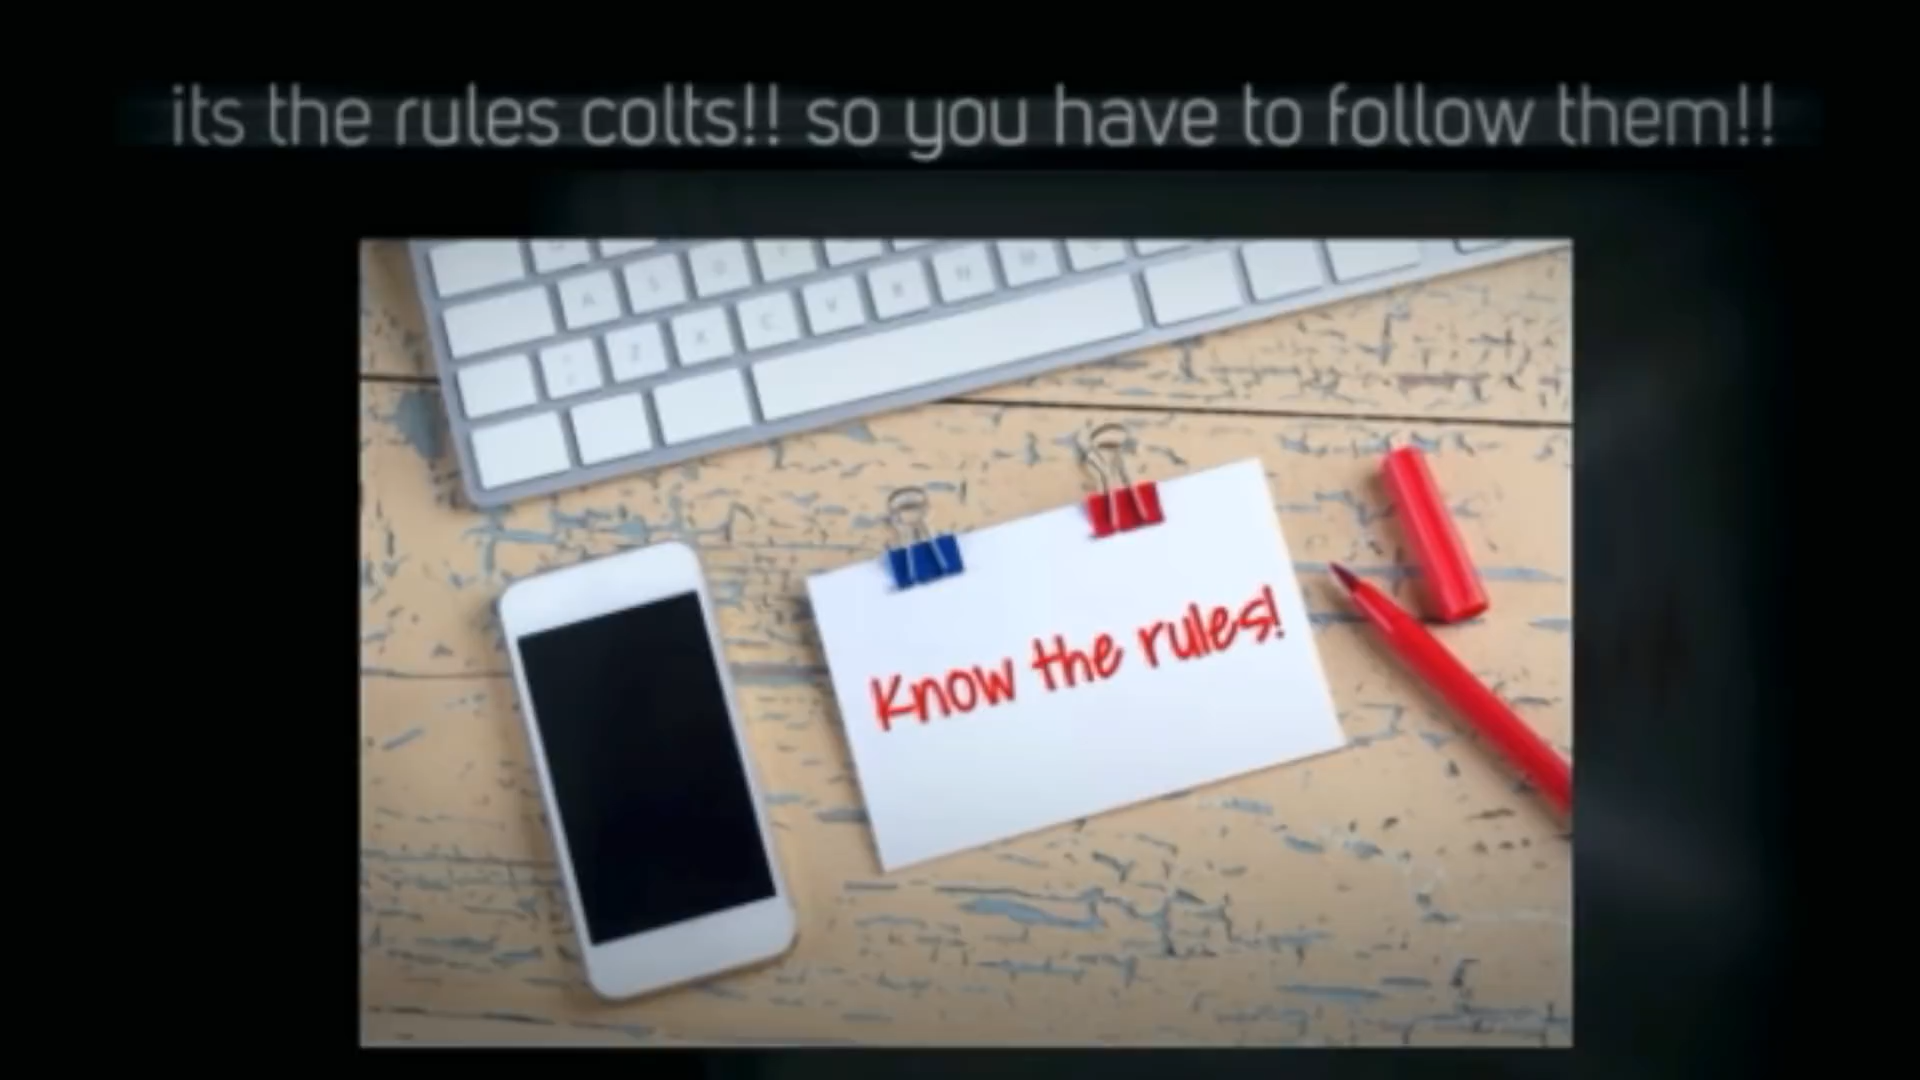 its the rules colts!! so you have to follow them!!
A S D
Z X C V B N M
Know the rules!